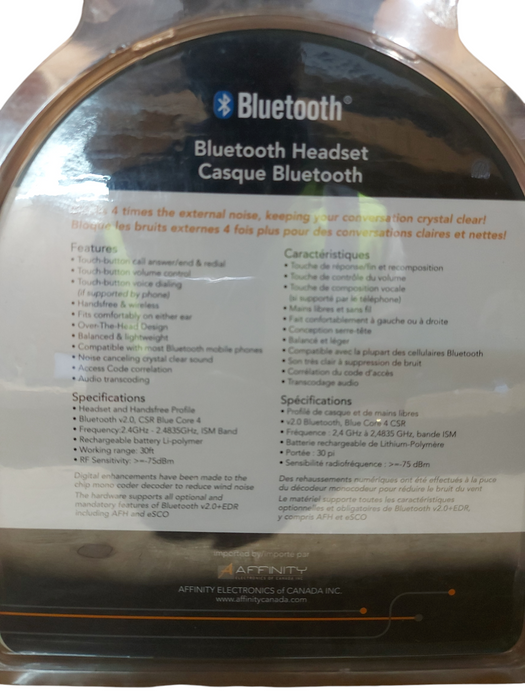 Bluetooth®
Bluetooth Headset
Casque Bluetooth
4 times the external noise, keeping your conversation crystal clear!
Bloque les bruits externes 4 fois plus pour des conversations claires et nettes!
Features
• Touch-button call answer/end & redial
• Touch-button volume control
• Touch-button voice dialing
(if supported by phone)
• Handsfree & wireless
• Fits comfortably on either ear
• Over-The-Head Design
• Balanced & lightweight
• Compatible with most Bluetooth mobile phones
• Noise canceling crystal clear sound
• Access Code correlation
• Audio transcoding
Specifications
• Headset and Handsfree Profile
• Bluetooth v2.0, CSR Blue Core 4
• Frequency:2.4GHz - 2.4835GHz, ISM Band
• Rechargeable battery Li-polymer
• Working range: 30ft
• RF Sensitivity: >=-75dBm
Digital enhancements have been made to the
chip mono coder decoder to reduce wind noise
The hardware supports all optional and
mandatory features of Bluetooth v2.0+EDR
including AFH and eSCO
Caractéristiques
• Touche de réponse/fin et recomposition
• Touche de contrôle du volume
• Touche de composition vocale
(si supporté par le téléphone)
• Mains libres et sans fil
• Fait confortablement à gauche ou à droite
• Conception serre-tête
• Balancé et léger
• Compatible avec la plupart des cellulaires Bluetooth
• Son très clair à suppression de bruit
• Corrélation du code d'accès
• Transcodage audio
Spécifications
• Profile de casque et de mains libres
• v2.0 Bluetooth, Blue Core 4 CSR
• Fréquence : 2,4 GHz à 2,4835 GHz, bande ISM
• Batterie rechargeable de Lithium-Polymère
• Portée : 30 pi
• Sensibilité radiofréquence : >=-75 dBm
Des rehaussements numériques ont été effectués à la puce
du décodeur monocodeur pour réduire le bruit du vent
Le matériel supporte toutes les caractéristiques
optionnelles et obligatoires de Bluetooth v2.0+EDR,
y compris AFH et eSCO
imported by/importé par
AFFINITY
ELECTRONICS OF CANADA INC.
AFFINITY ELECTRONICS of CANADA INC.
www.affinitycanada.com